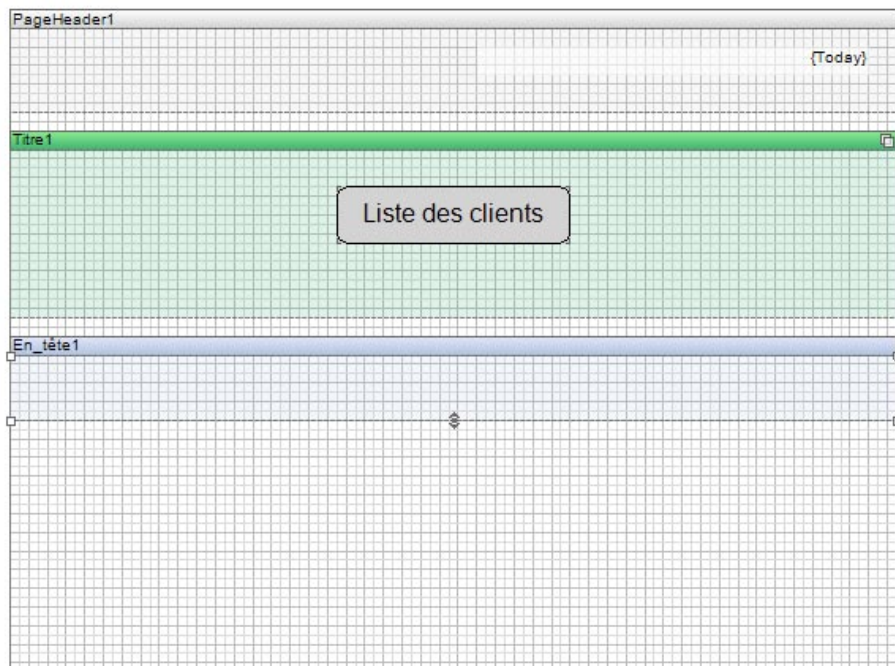 PageHeader1
{Today}
Titre1
Liste des clients
En_tête1